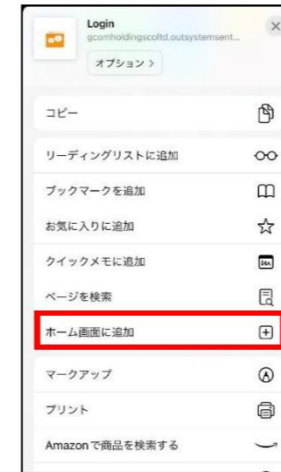 Login
gcomholdingscoltd.outsystemsent...
オプション >
コピー
リーディングリストに追加
ブックマークを追加
お気に入りに追加
クイックメモに追加
ページを検索
ホーム画面に追加
マークアップ
プリント
Amazonで商品を検索する